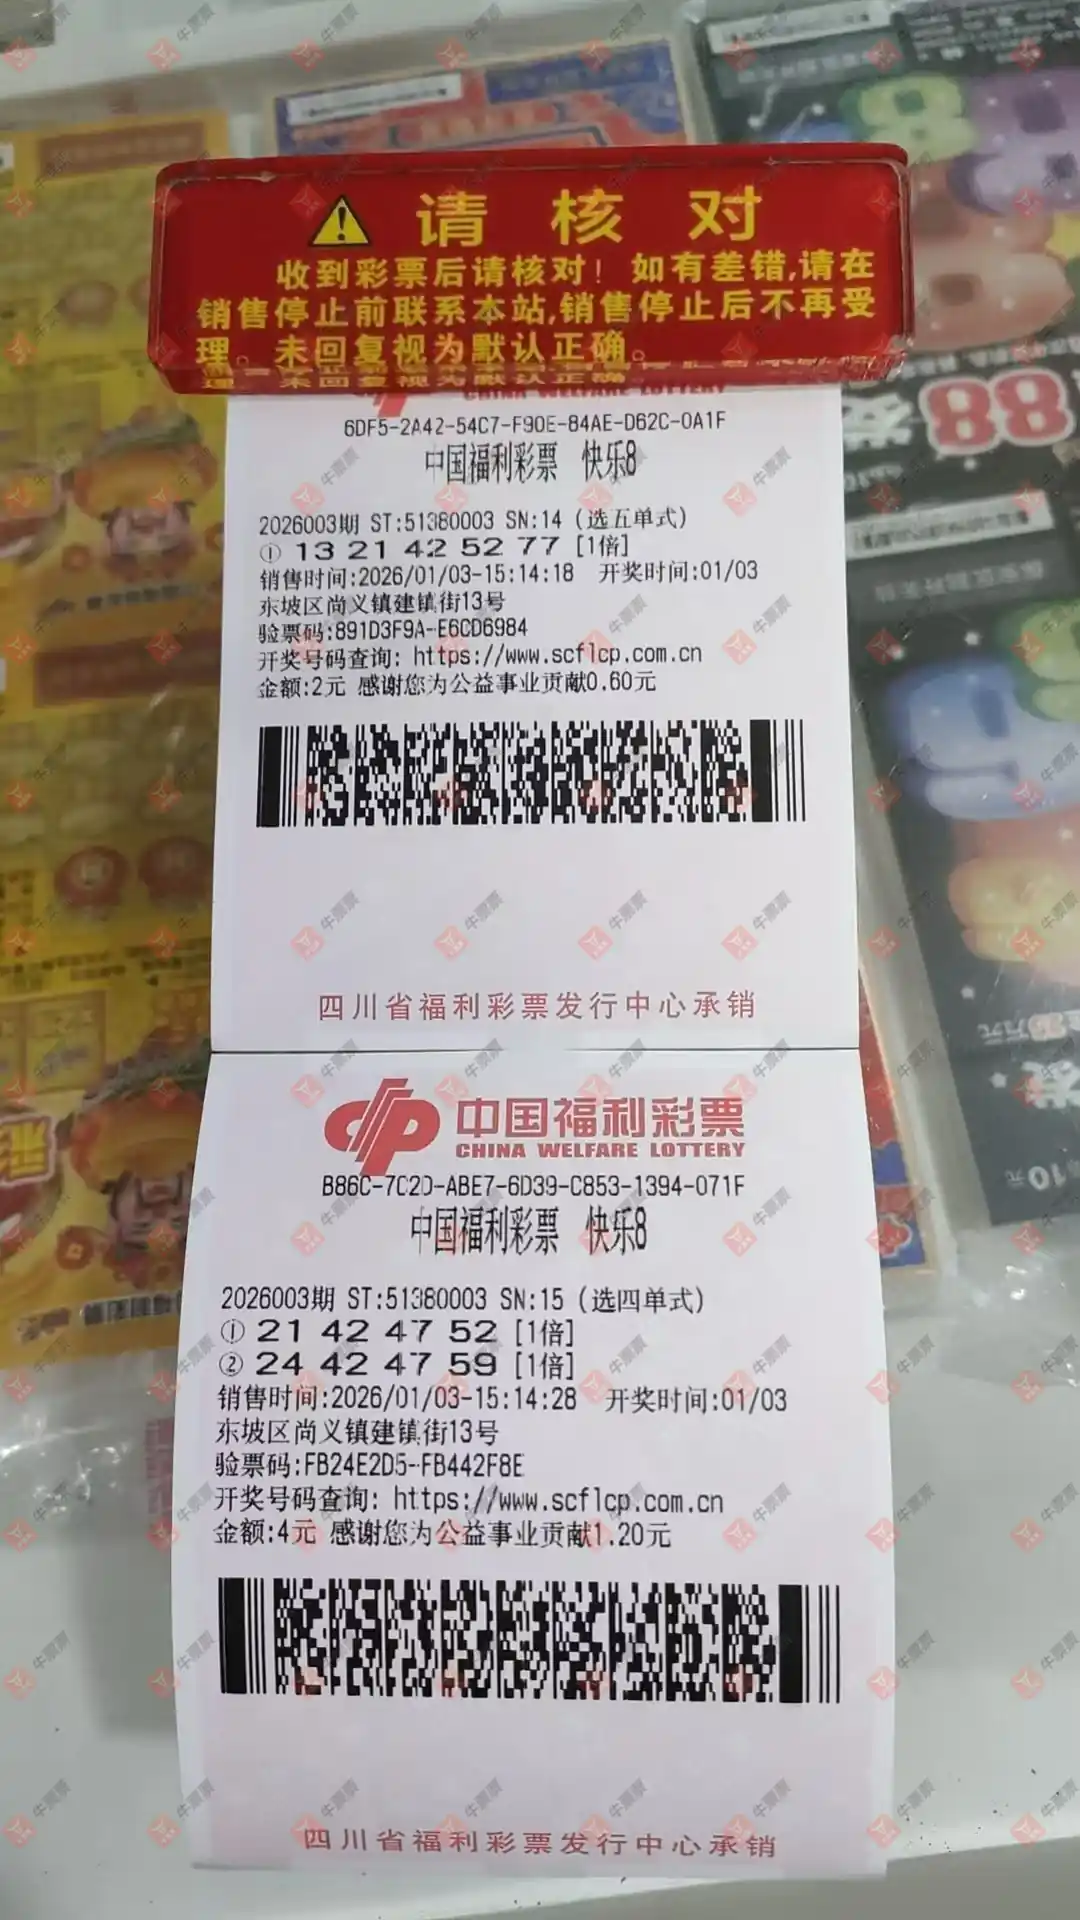 请核对
收到彩票后请核对！如有差错,请在
销售停止前联系本站,销售停止后不再受
理。未回复视为默认正确。
CHINA WELFARE LOTTERY
6DF5-2A42-54C7-F90E-84AE-D62C-0A1F
中国福利彩票 快乐8
2026003期 ST:51380003 SN:14 (选五单式)
① 13 21 42 52 77 [1倍]
销售时间:2026/01/03-15:14:18 开奖时间:01/03
东坡区尚义镇建镇街13号
验票码:891D3F9A-E6CD6984
开奖号码查询: https://www.scflcp.com.cn
金额:2元 感谢您为公益事业贡献0.60元
四川省福利彩票发行中心承销
中国福利彩票
CHINA WELFARE LOTTERY
B86C-7C2D-ABE7-6D39-C853-1394-071F
中国福利彩票 快乐8
2026003期 ST:51380003 SN:15 (选四单式)
① 21 42 47 52 [1倍]
② 24 42 47 59 [1倍]
销售时间:2026/01/03-15:14:28 开奖时间:01/03
东坡区尚义镇建镇街13号
验票码:FB24E2D5-FB442F8E
开奖号码查询: https://www.scflcp.com.cn
金额:4元 感谢您为公益事业贡献1.20元
四川省福利彩票发行中心承销
88
牛票票